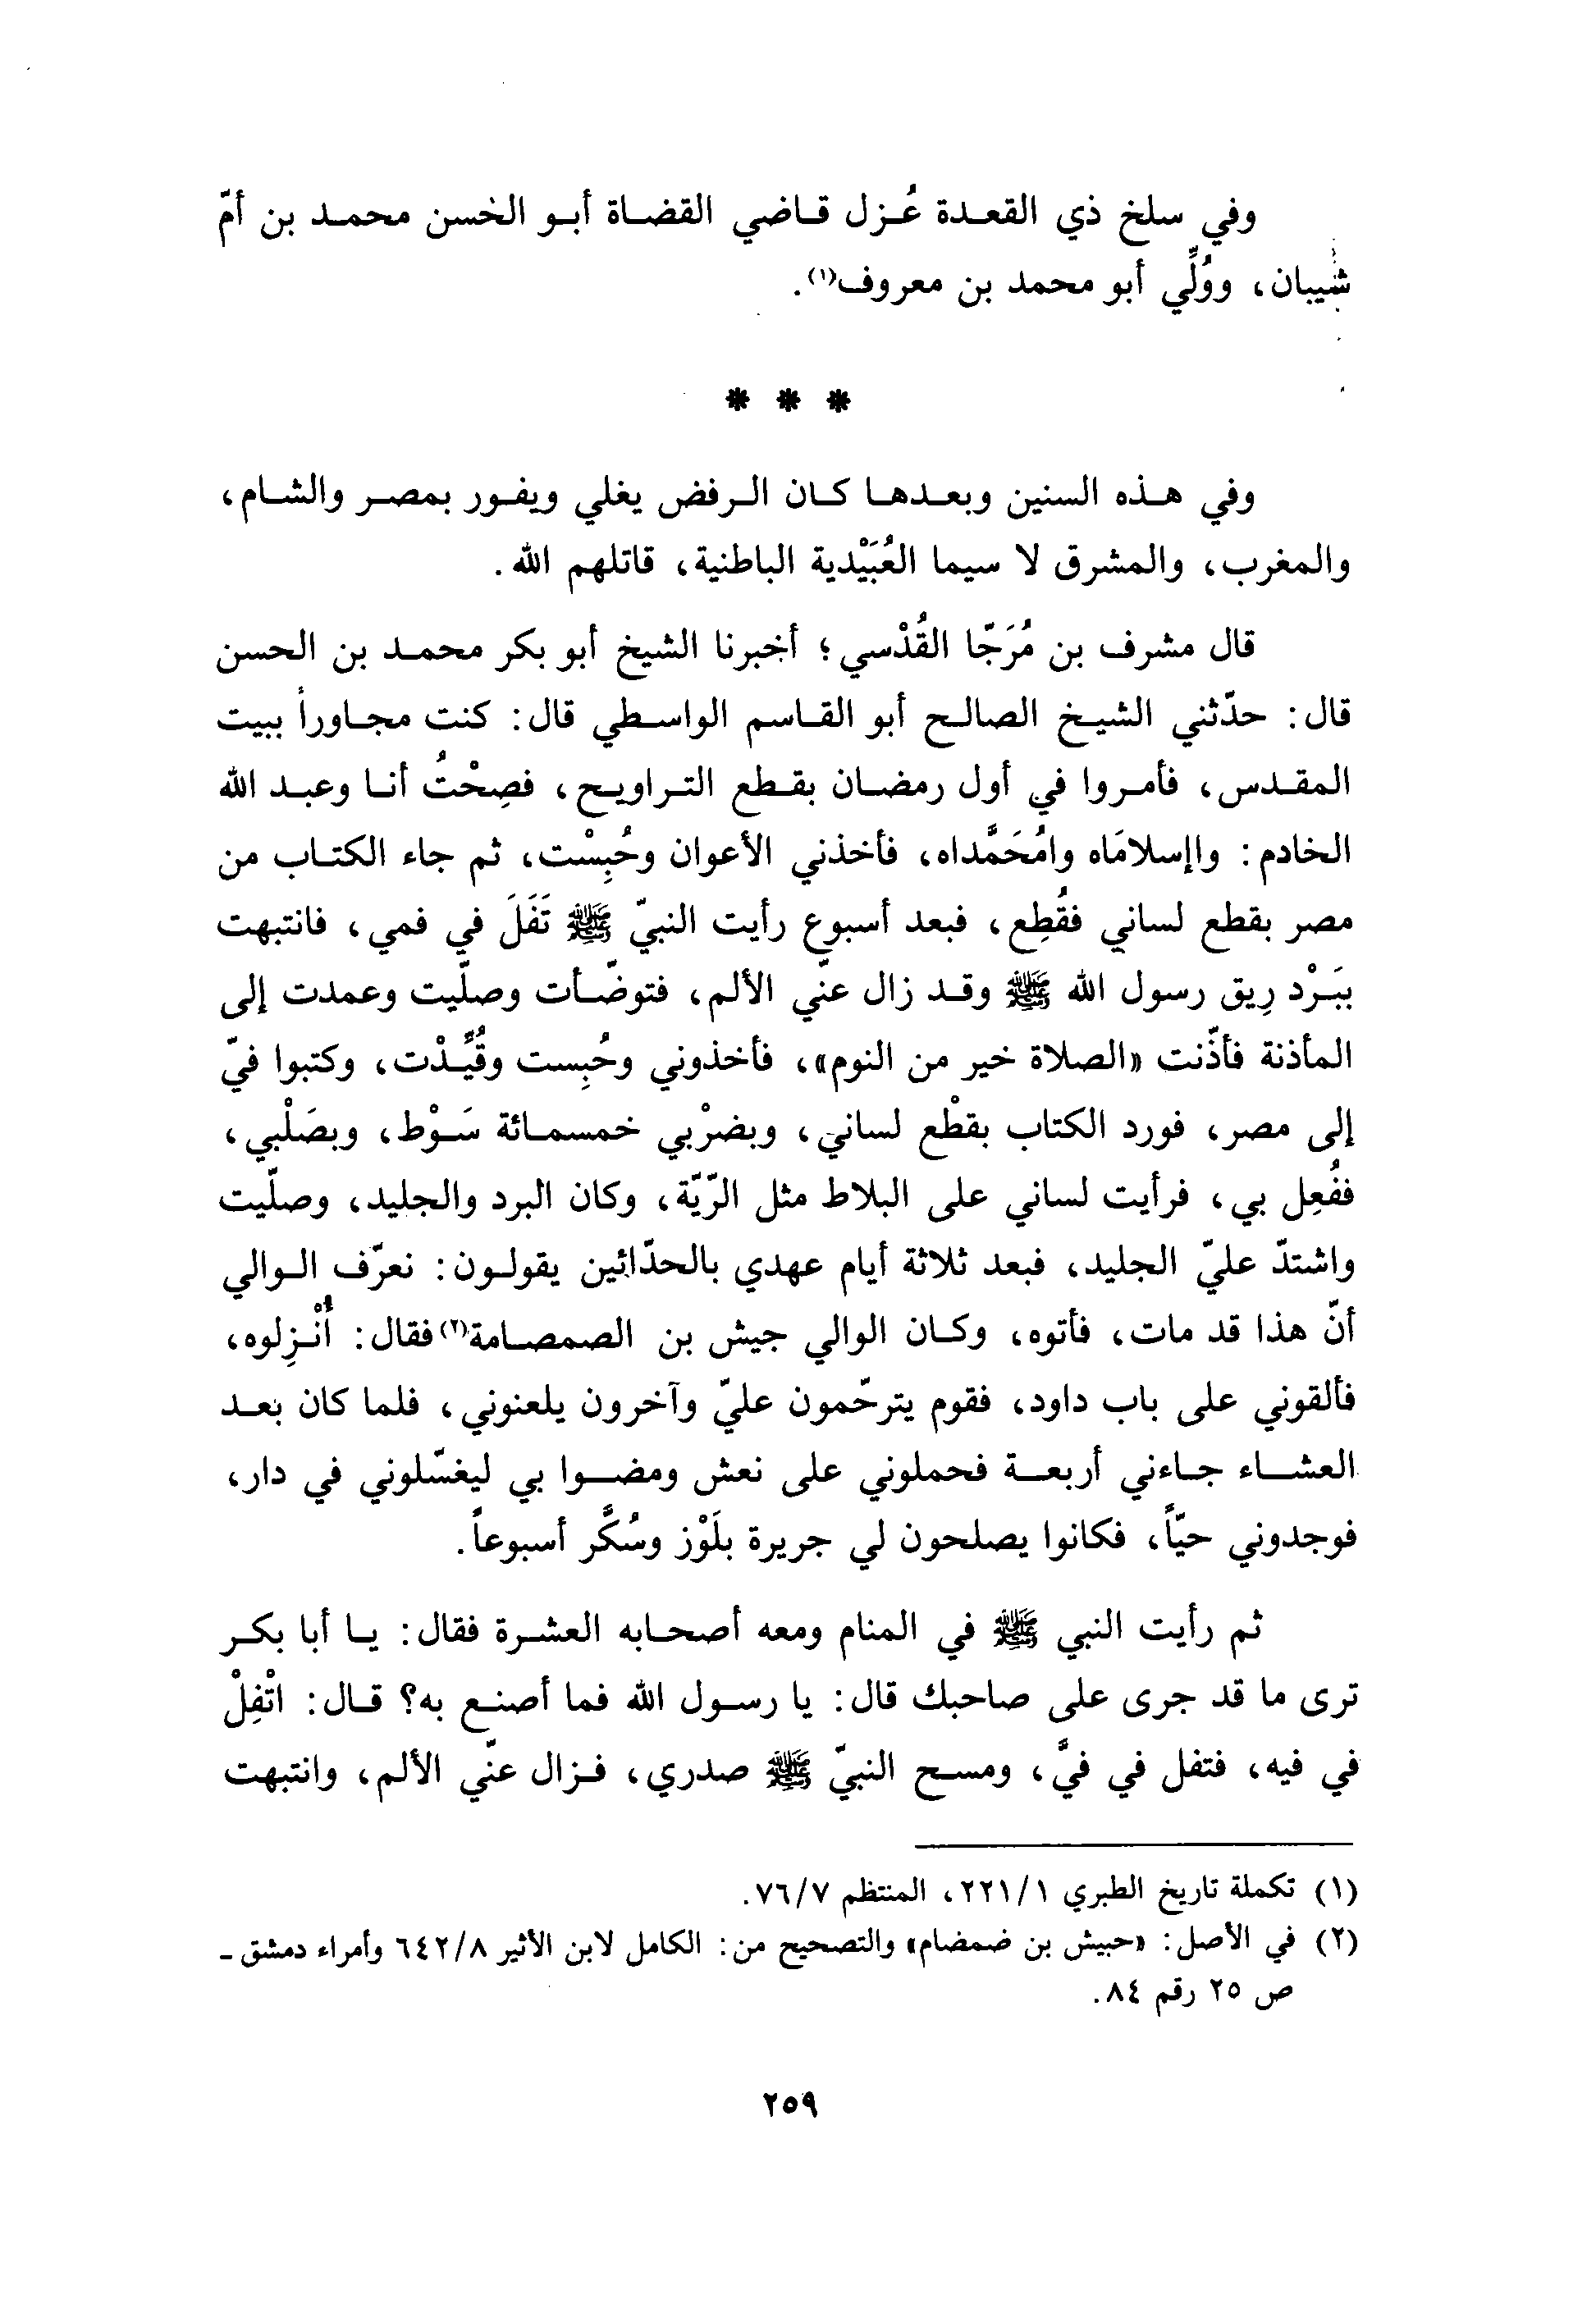 وفي سلخ ذي القعدة عُزل قاضي القضاة أبو الخسن محمد بن أمّ
شيبان، ووُلِّي أبو محمد بن معروف(١).
* * *
وفي هذه السنين وبعدها كان الرفض يغلي ويفور بمصر والشام،
والمغرب، والمشرق لا سيما العُبَيْدية الباطنية، قاتلهم الله.
قال مشرف بن مُرَجّا القُدْسي؛ أخبرنا الشيخ أبو بكر محمد بن الحسن
قال: حدّثني الشيخ الصالح أبو القاسم الواسطي قال: كنت مجاوراً ببيت
المقدس، فأمروا في أول رمضان بقطع التراويح، فصِحْتُ أنا وعبد الله
الخادم: واإسلامَاه وامُحَمَّداه، فأخذني الأعوان وحُبِسْت، ثم جاء الكتاب من
مصر بقطع لساني فقُطِع، فبعد أسبوع رأيت النبيّ ﷺ تَفَلَ في فمي، فانتبهت
ببَرْد رِيق رسول الله ﷺ وقد زال عنّي الألم، فتوضّأت وصلّيت وعمدت إلى
المأذنة فأذّنت «الصلاة خير من النوم»، فأخذوني وحُبِست وقُيِّدْت، وكتبوا فيّ
إلى مصر، فورد الكتاب بقطْع لساني، وبضرْبي خمسمائة سَوْط، وبصَلْبي،
ففُعِل بي، فرأيت لساني على البلاط مثل الرّيّة، وكان البرد والجليد، وصلّيت
واشتدّ عليّ الجليد، فبعد ثلاثة أيام عهدي بالحدّائين يقولون: نعرّف الوالي
أنّ هذا قد مات، فأتوه، وكان الوالي جيش بن الصمصامة(٢) فقال: أُنْزِلوه،
فألقوني على باب داود، فقوم يترحّمون عليّ وآخرون يلعنوني، فلما كان بعد
العشاء جاءني أربعة فحملوني على نعش ومضوا بي ليغسّلوني في دار،
فوجدوني حيّاً، فكانوا يصلحون لي جريرة بلَوْز وسُكَّر أسبوعاً.
ثم رأيت النبي ﷺ في المنام ومعه أصحابه العشرة فقال: يا أبا بكر
ترى ما قد جرى على صاحبك قال: يا رسول الله فما أصنع به؟ قال: اتْفِلْ
في فيه، فتفل في فيَّ، ومسح النبيّ ﷺ صدري، فزال عنّي الألم، وانتبهت
(١) تكملة تاريخ الطبري ٢٢١/١، المنتظم ٧٦/٧.
(٢) في الأصل: «حبيش بن ضمضام» والتصحيح من: الكامل لابن الأثير ٦٤٢/٨ وأمراء دمشق -
ص ٢٥ رقم ٨٤.
٢٥٩